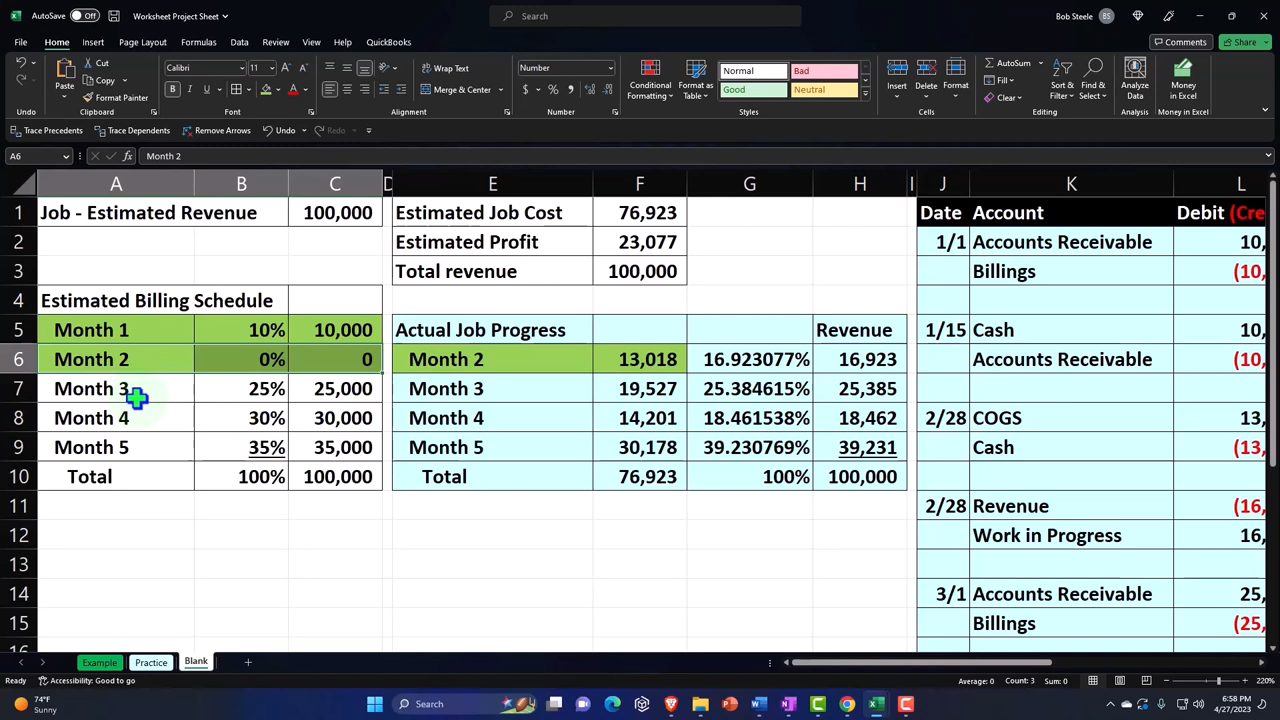 AutoSave Off Worksheet Project Sheet Search Bob Steele BS
File Home Insert Page Layout Formulas Data Review View Help QuickBooks Comments Share
Cut Copy Format Painter Paste Calibri 11 Wrap Text Merge & Center Number Conditional Formatting Format as Table Normal Bad Good Neutral Insert Delete Format AutoSum Fill Clear Sort & Filter Find & Select Analyze Data Money in Excel
Undo Clipboard Font Alignment Number Styles Cells Editing Analysis Money in Excel
Trace Precedents Trace Dependents Remove Arrows Undo Redo
A6 fx Month 2
A B C D E F G H I J K L
1 Job - Estimated Revenue 100,000 Estimated Job Cost 76,923 Date Account Debit (Cre
2 Estimated Profit 23,077 1/1 Accounts Receivable 10,
3 Total revenue 100,000 Billings (10,
4 Estimated Billing Schedule
5 Month 1 10% 10,000 Actual Job Progress Revenue 1/15 Cash 10,
6 Month 2 0% 0 Month 2 13,018 16.923077% 16,923 Accounts Receivable (10,
7 Month 3 25% 25,000 Month 3 19,527 25.384615% 25,385
8 Month 4 30% 30,000 Month 4 14,201 18.461538% 18,462 2/28 COGS 13,
9 Month 5 35% 35,000 Month 5 30,178 39.230769% 39,231 Cash (13,
10 Total 100% 100,000 Total 76,923 100% 100,000
11 2/28 Revenue (16,
12 Work in Progress 16,
13
14 3/1 Accounts Receivable 25,
15 Billings (25,
16
Example Practice Blank
Ready Accessibility: Good to go Average: 0 Count: 3 Sum: 0 220%
74°F Sunny Search 6:58 PM 4/27/2023